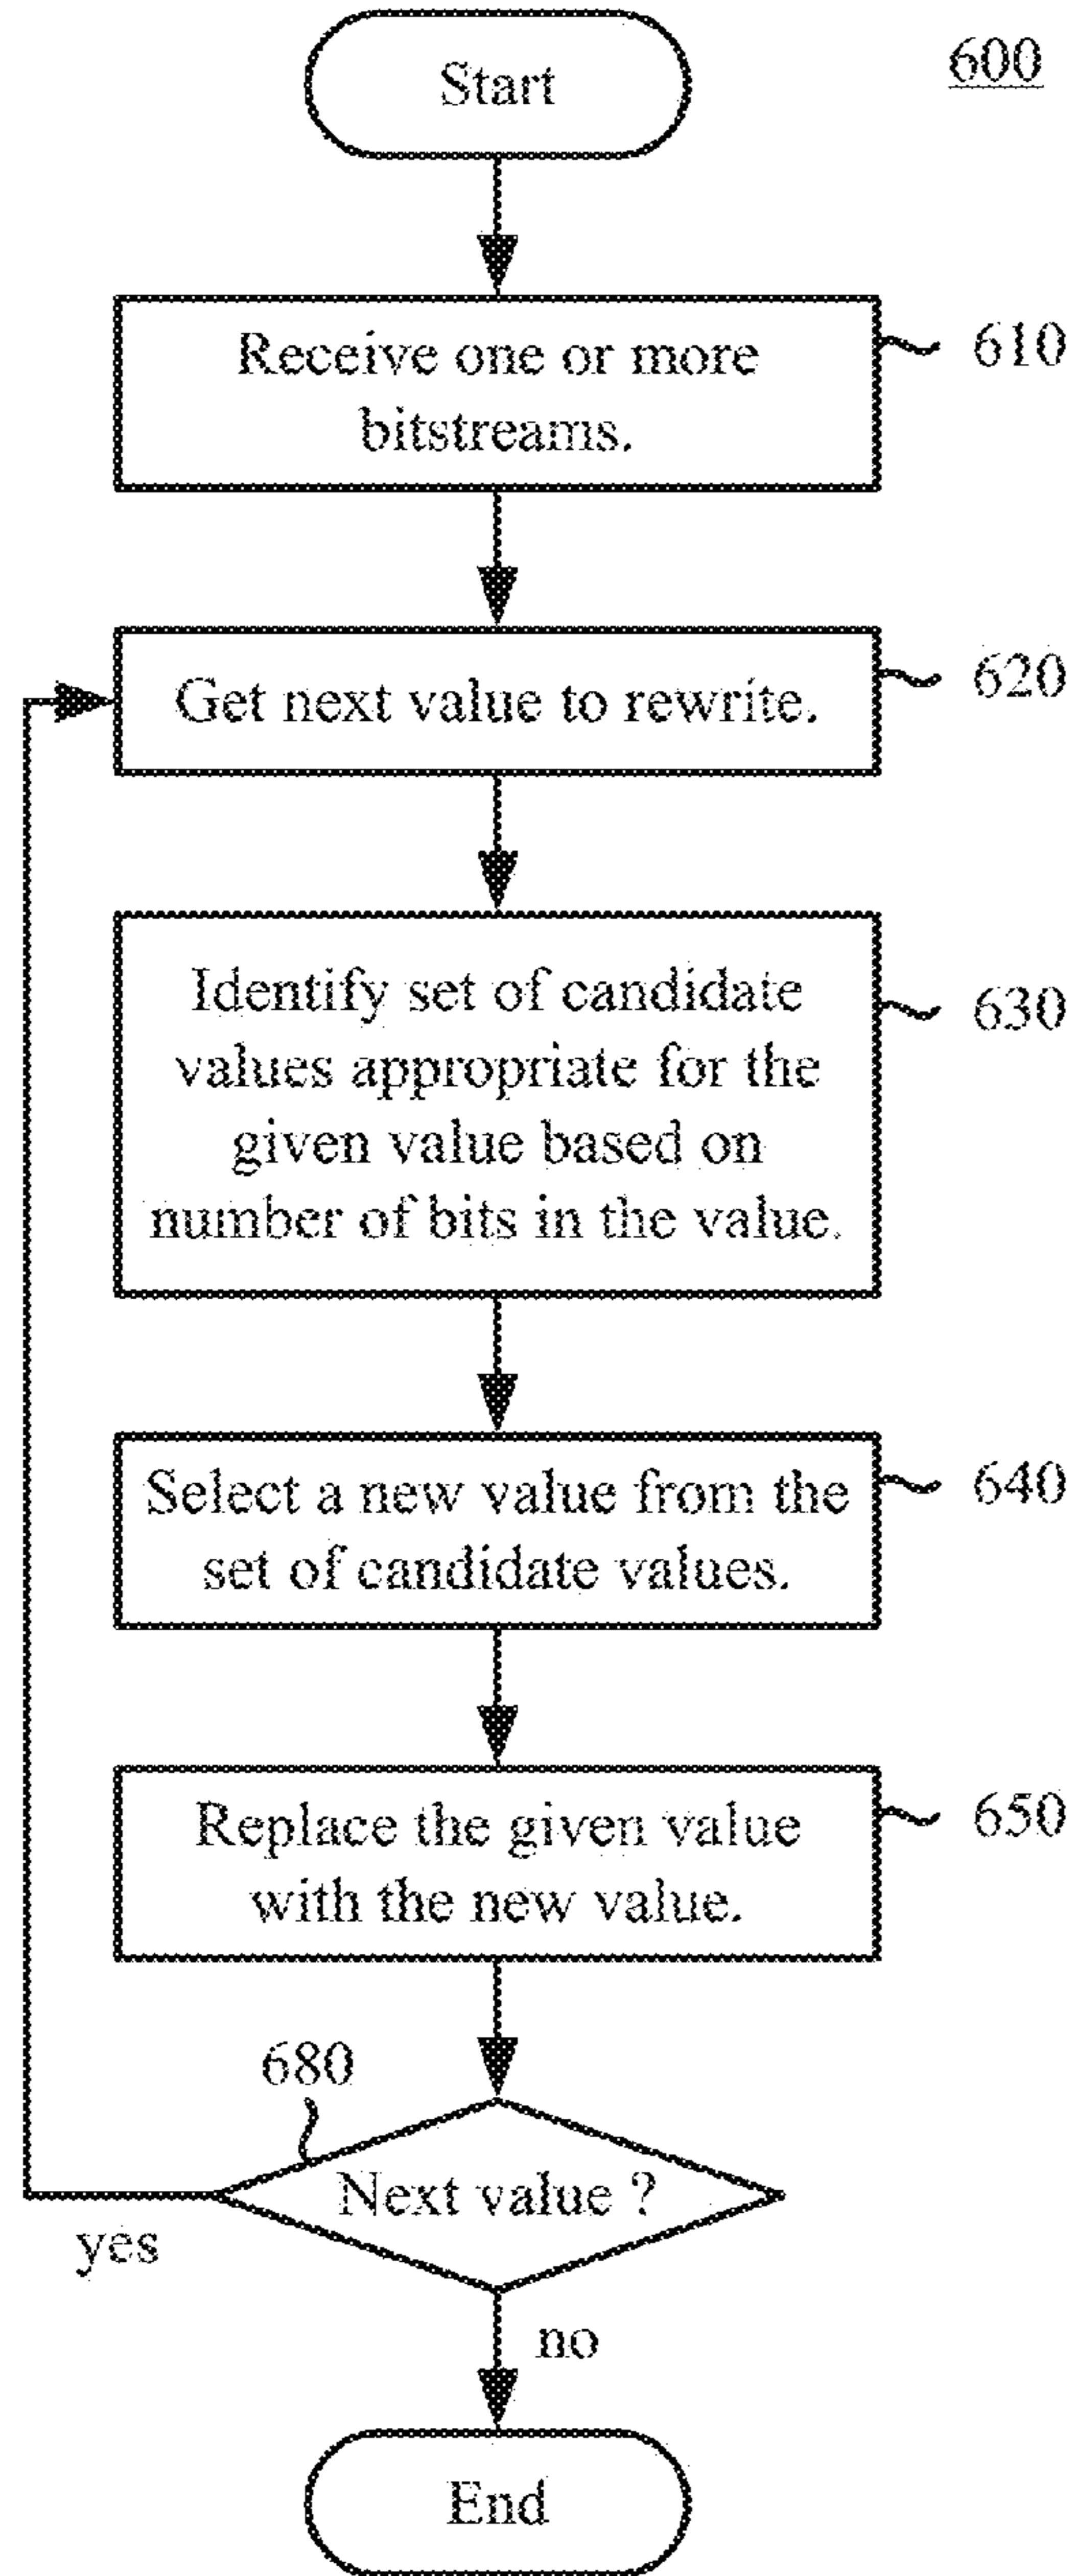 600
Start
Receive one or more
bitstreams.
610
Get next value to rewrite.
620
Identify set of candidate
values appropriate for the
given value based on
number of bits in the value.
630
Select a new value from the
set of candidate values.
640
Replace the given value
with the new value.
650
680
Next value ?
yes
no
End